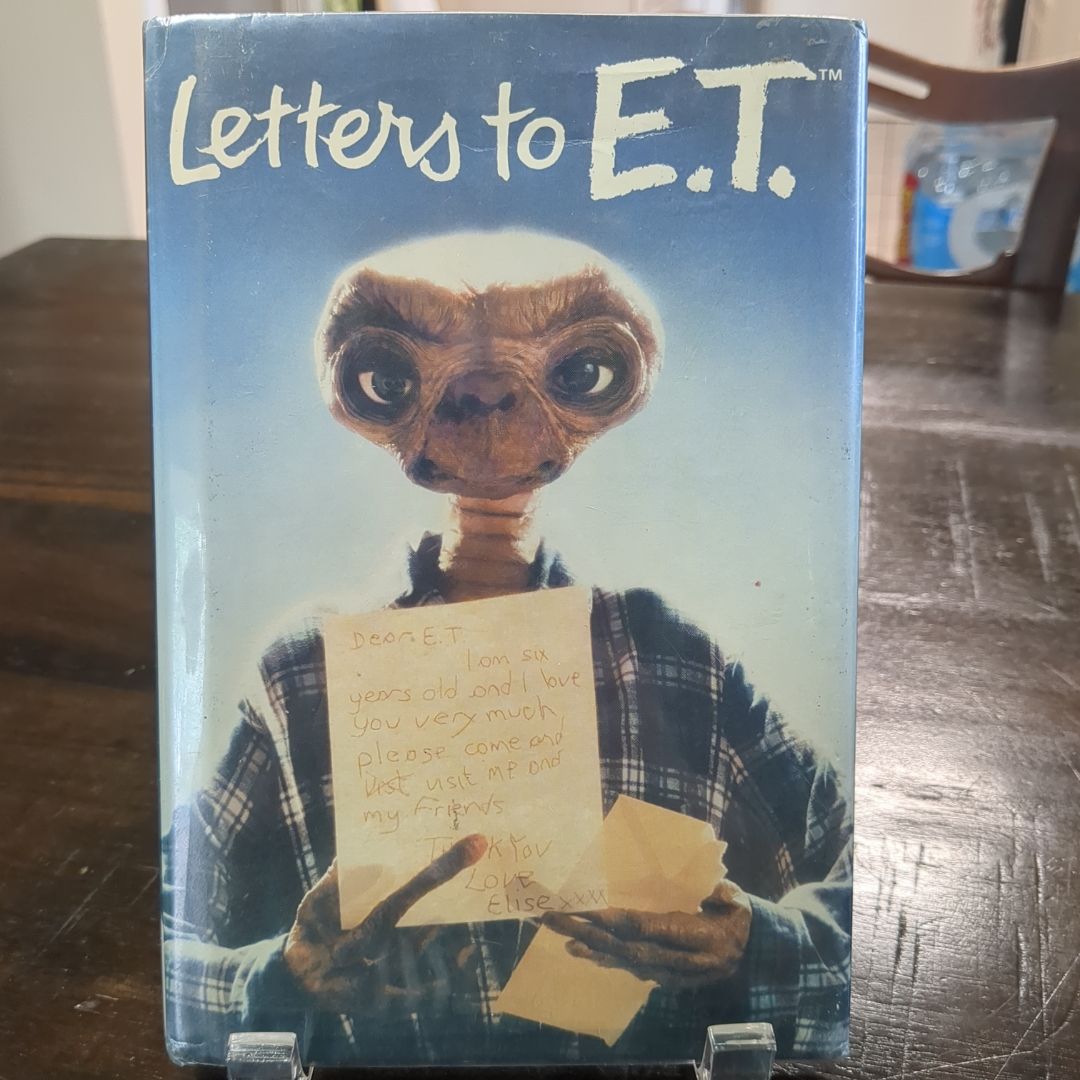 Letters to E.T.™
Dear E.T
I am six
years old and I love
you very much,
please come and
visit me and
my Friends
Thank You
Love
Elise xxxx